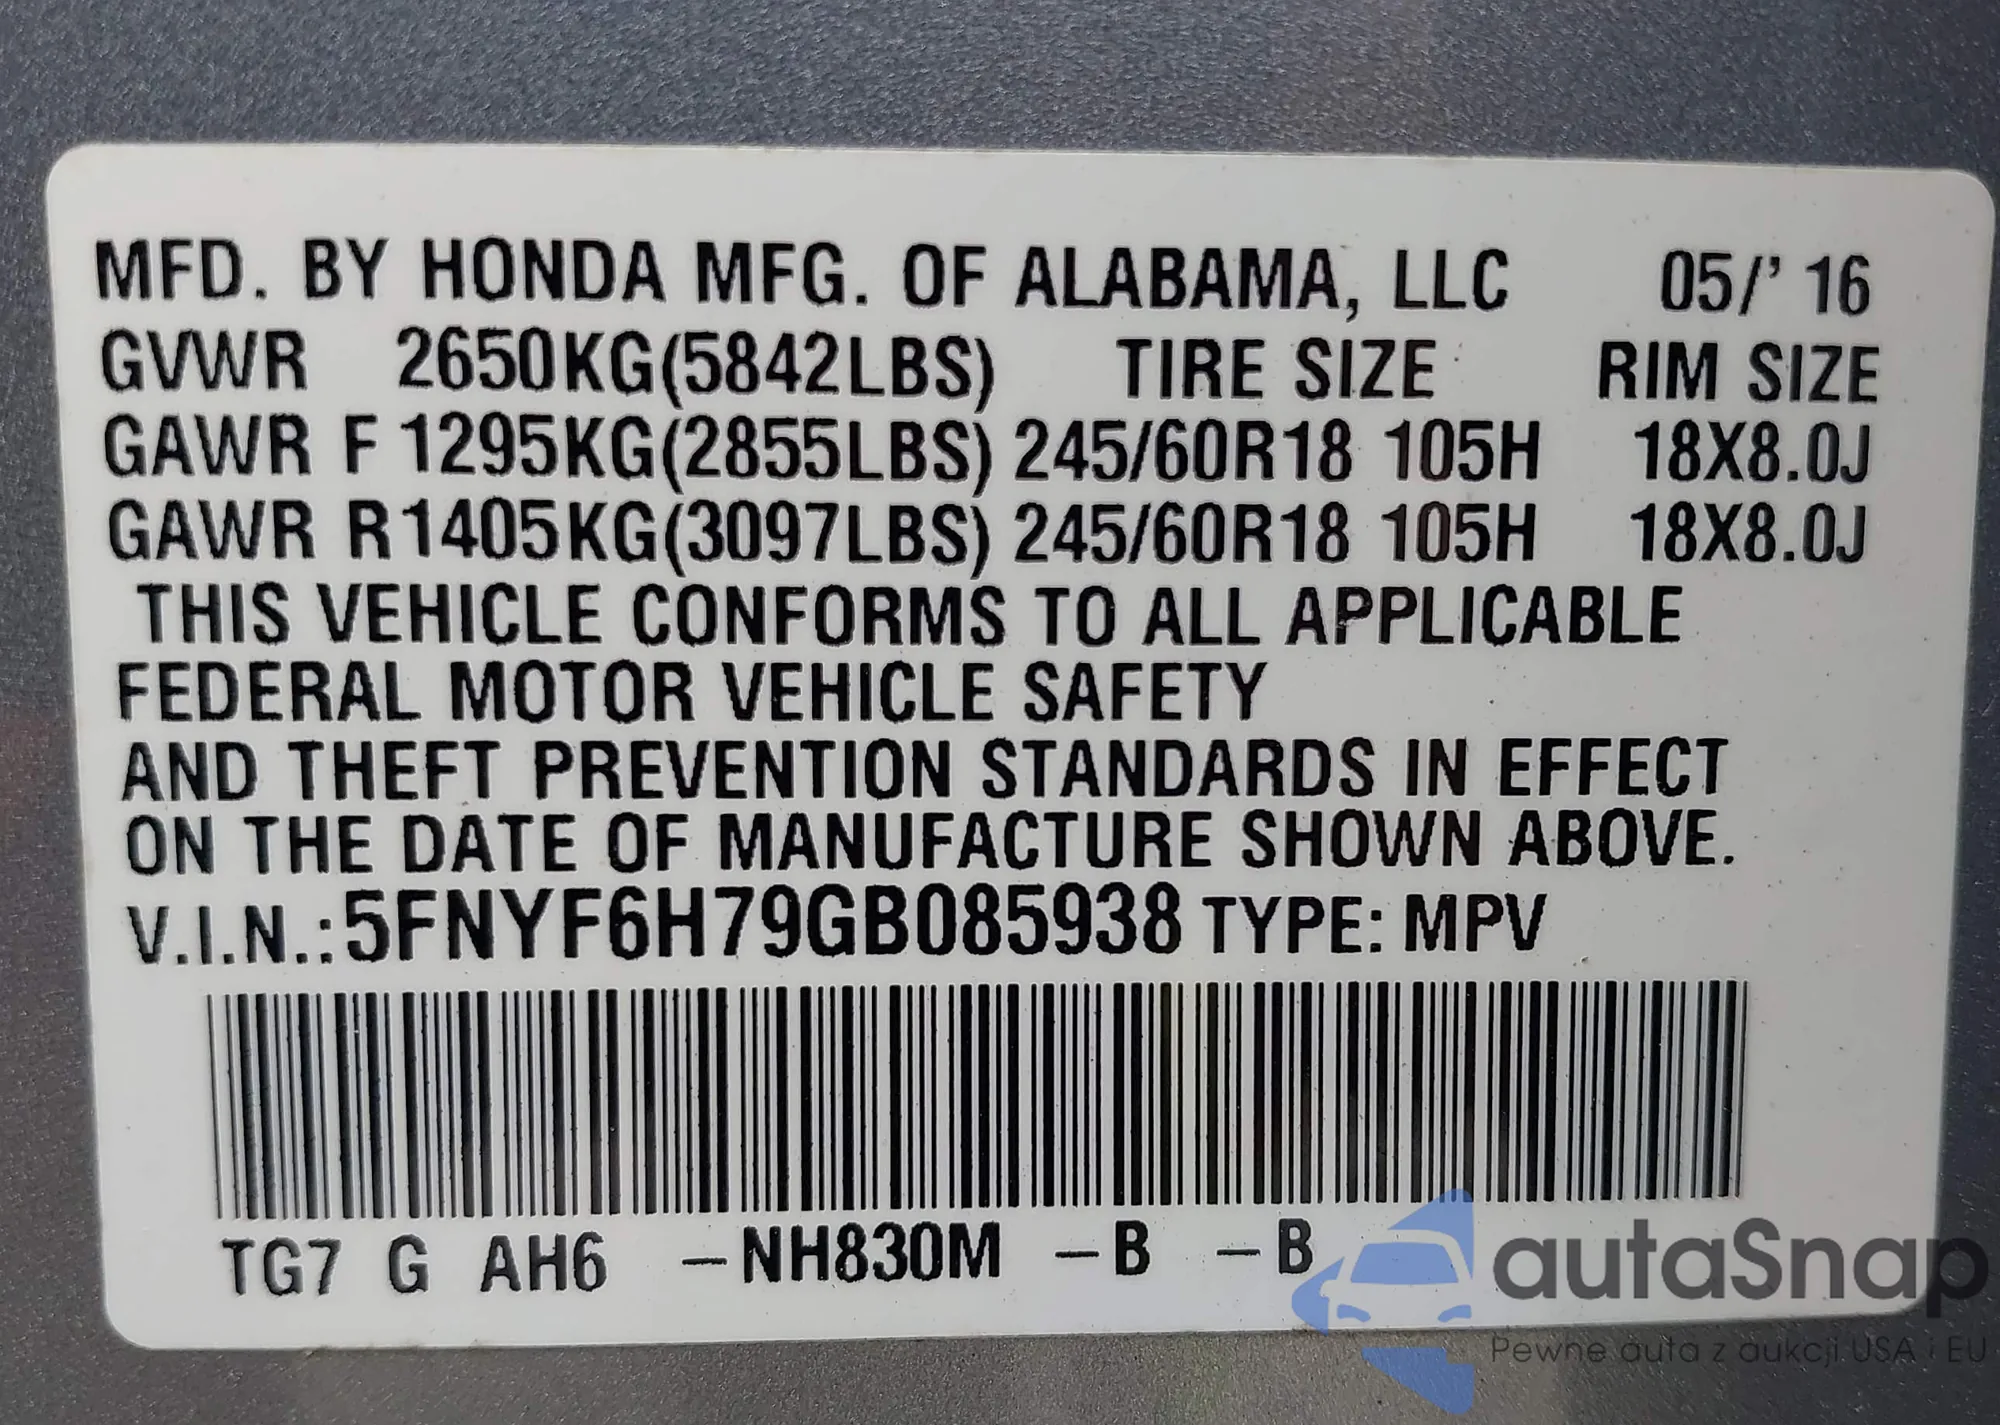 MFD. BY HONDA MFG. OF ALABAMA, LLC 05/' 16
GVWR 2650KG(5842LBS) TIRE SIZE RIM SIZE
GAWR F 1295KG(2855LBS) 245/60R18 105H 18X8.0J
GAWR R1405KG(3097LBS) 245/60R18 105H 18X8.0J
THIS VEHICLE CONFORMS TO ALL APPLICABLE
FEDERAL MOTOR VEHICLE SAFETY
AND THEFT PREVENTION STANDARDS IN EFFECT
ON THE DATE OF MANUFACTURE SHOWN ABOVE.
V.I.N.:5FNYF6H79GB085938 TYPE: MPV
TG7 G AH6 –NH830M –B –B
autaSnap
Pewne auta z aukcji USA i EU